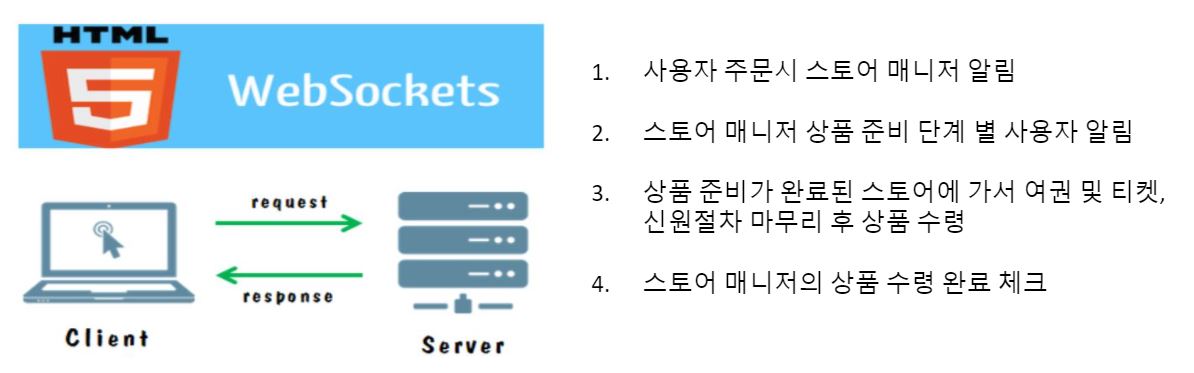 HTML
5
WebSockets
request
response
Client
Server
1. 사용자 주문시 스토어 매니저 알림
2. 스토어 매니저 상품 준비 단계 별 사용자 알림
3. 상품 준비가 완료된 스토어에 가서 여권 및 티켓,
신원절차 마무리 후 상품 수령
4. 스토어 매니저의 상품 수령 완료 체크